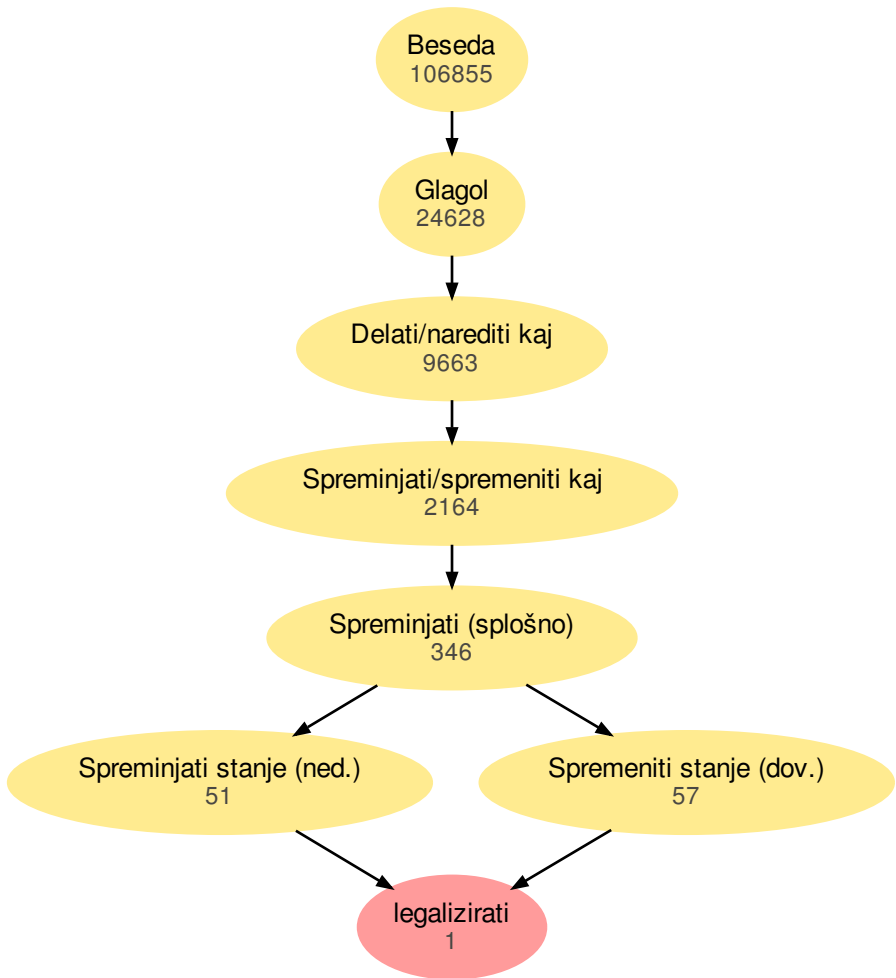 Beseda
106855
Glagol
24628
Delati/narediti kaj
9663
Spreminjati/spremeniti kaj
2164
Spreminjati (splošno)
346
Spreminjati stanje (ned.)
51
Spremeniti stanje (dov.)
57
legalizirati
1